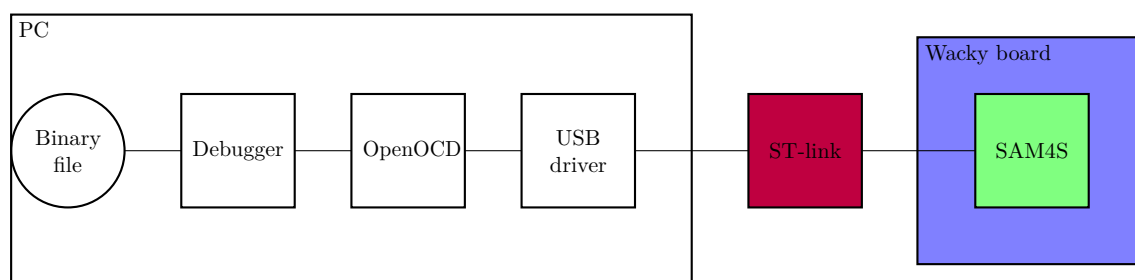 PC
Wacky board
Binary
file
Debugger
OpenOCD
USB
driver
ST-link
SAM4S